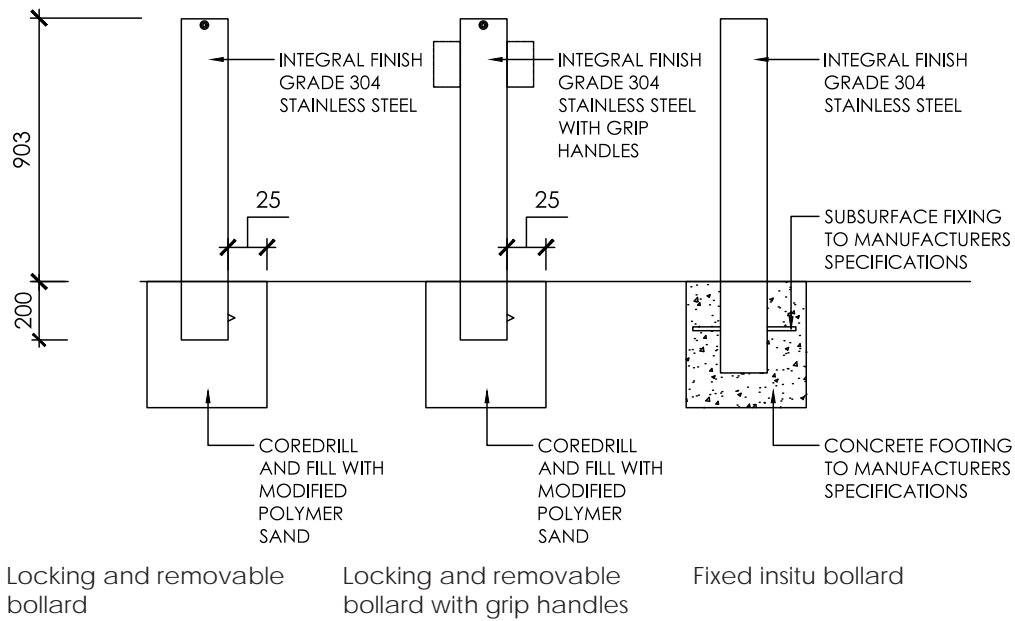 903
200
INTEGRAL FINISH
GRADE 304
STAINLESS STEEL
25
COREDRILL
AND FILL WITH
MODIFIED
POLYMER
SAND
Locking and removable
bollard
INTEGRAL FINISH
GRADE 304
STAINLESS STEEL
WITH GRIP
HANDLES
25
COREDRILL
AND FILL WITH
MODIFIED
POLYMER
SAND
Locking and removable
bollard with grip handles
INTEGRAL FINISH
GRADE 304
STAINLESS STEEL
SUBSURFACE FIXING
TO MANUFACTURERS
SPECIFICATIONS
CONCRETE FOOTING
TO MANUFACTURERS
SPECIFICATIONS
Fixed insitu bollard